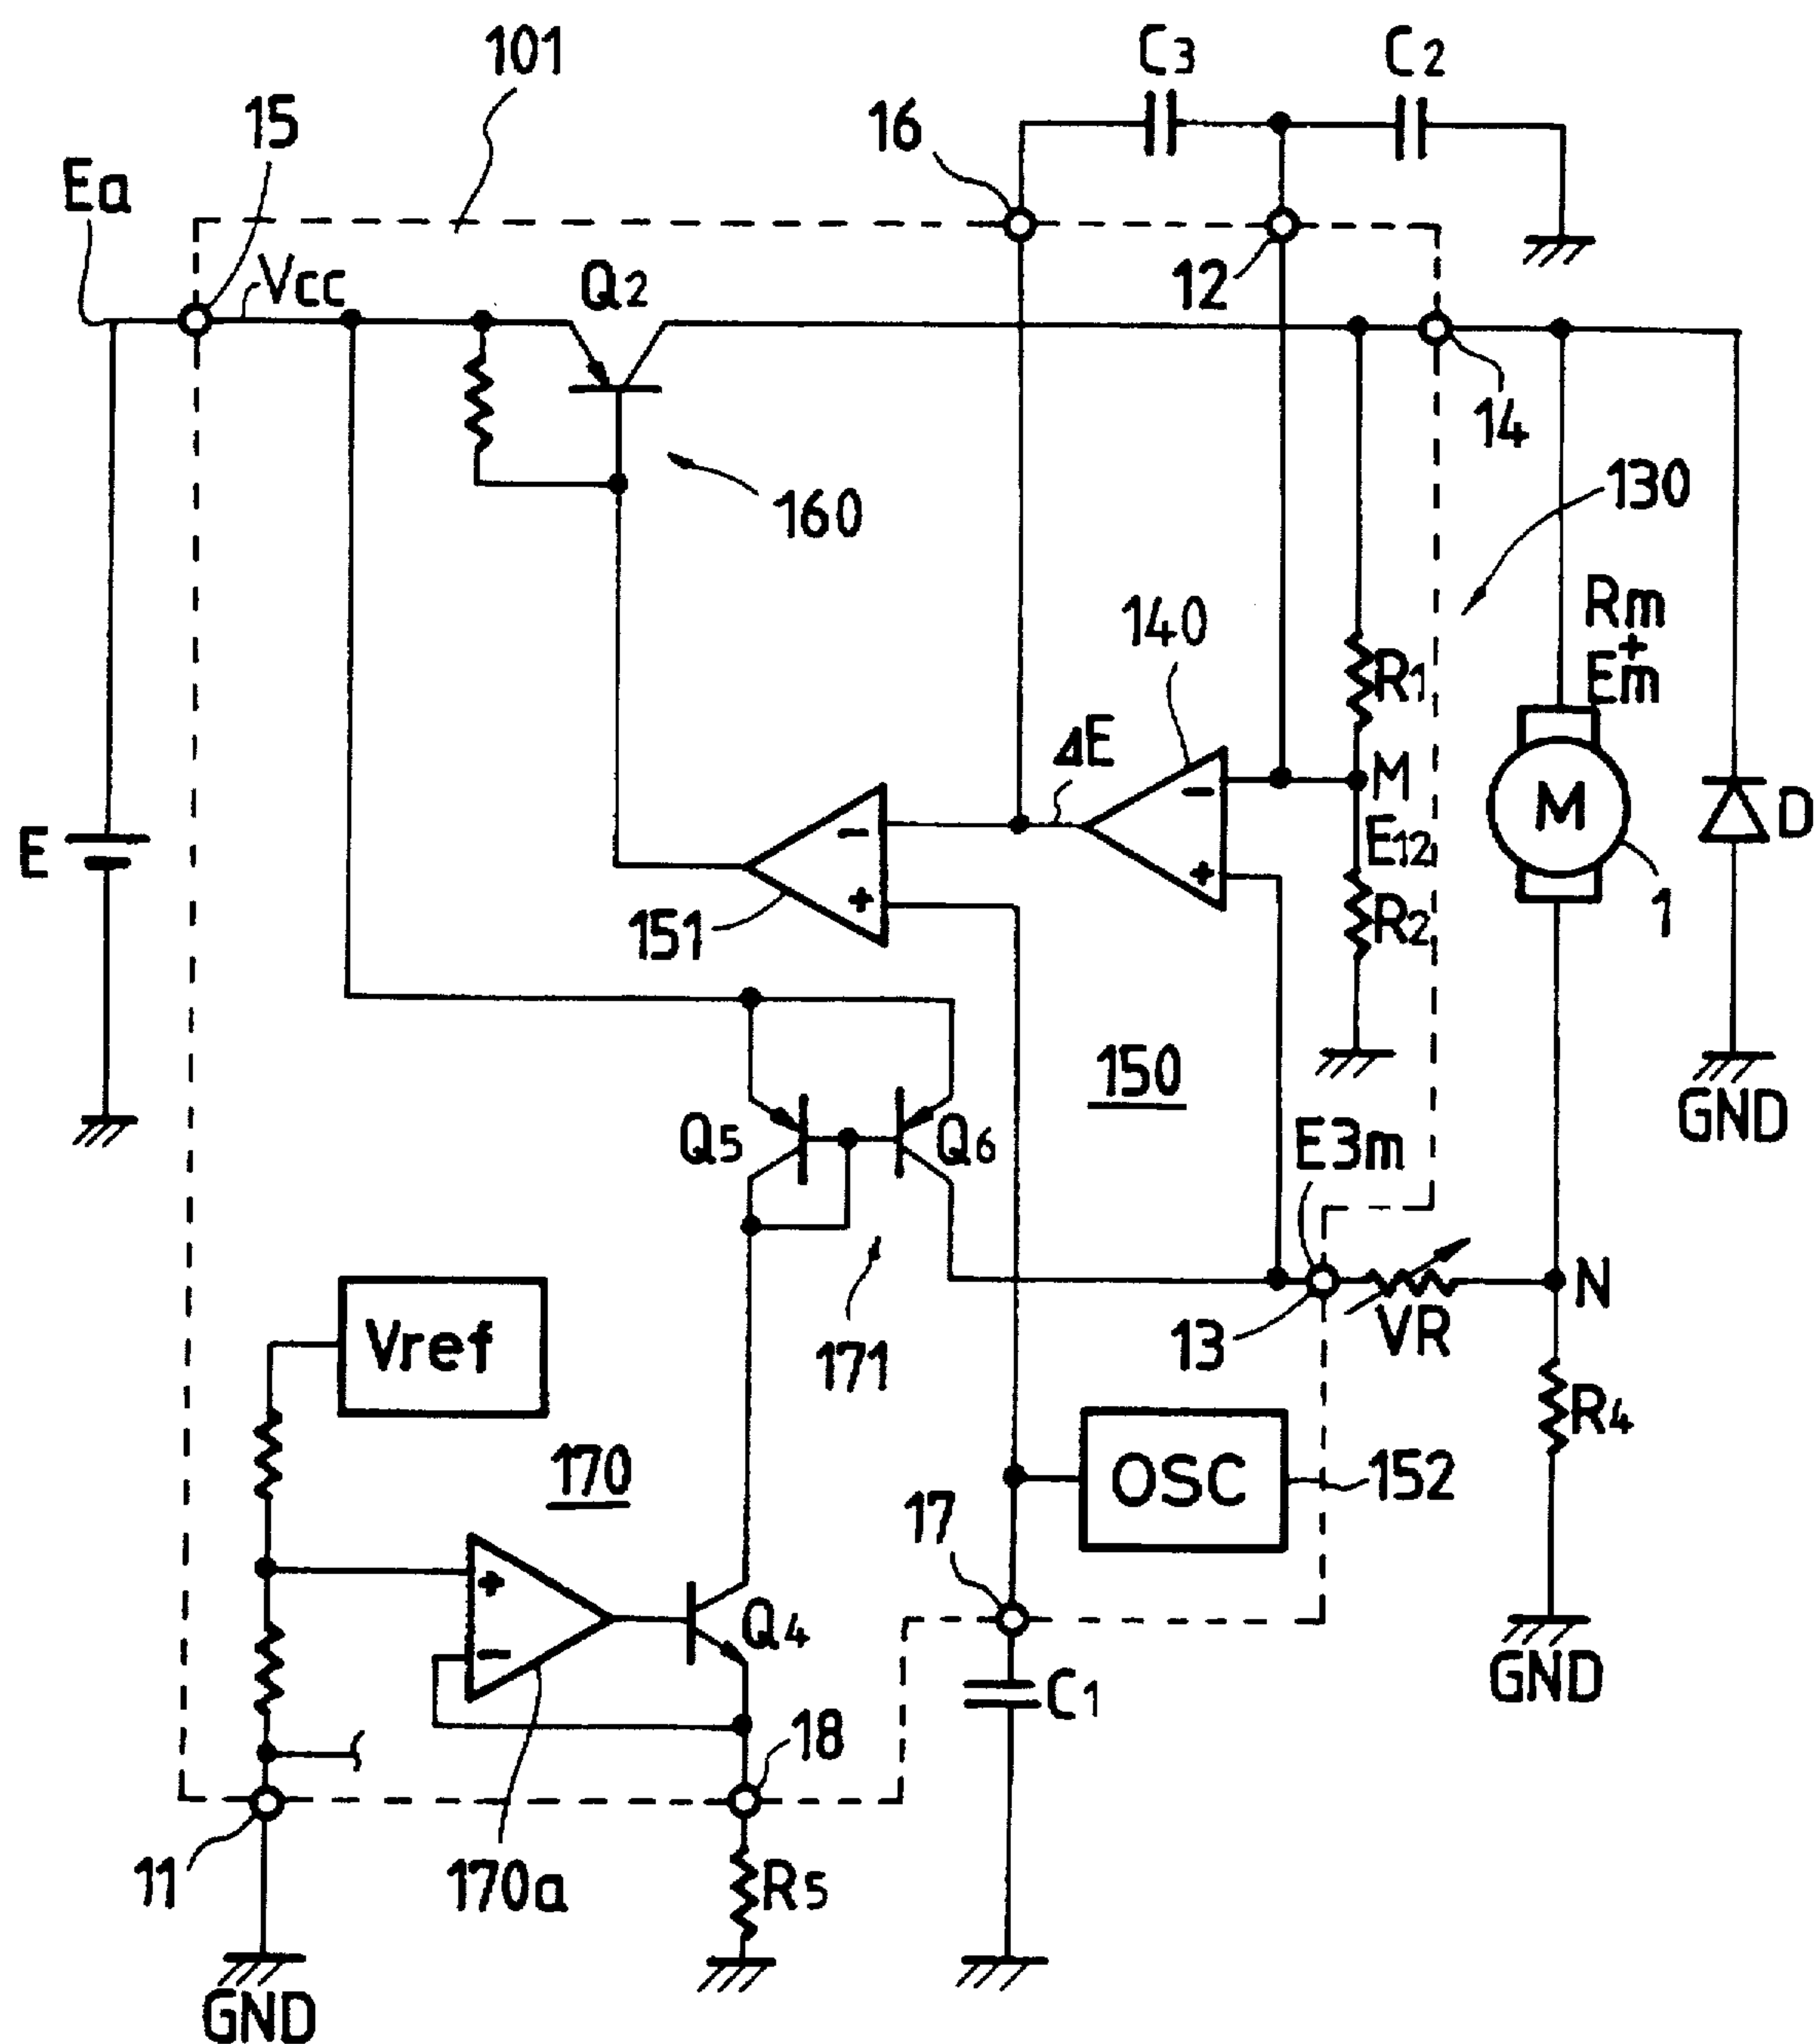 101
C3
C2
15
16
Ea
Vcc
Q2
12
14
160
130
140
Rm
+
Em
R1
ΔE
M
E12
M
D
E
-
+
-
+
R2
151
1
150
GND
Q5
Q6
E3m
N
13
VR
Vref
171
R4
170
OSC
152
17
+
-
Q4
C1
GND
18
11
170a
R5
GND